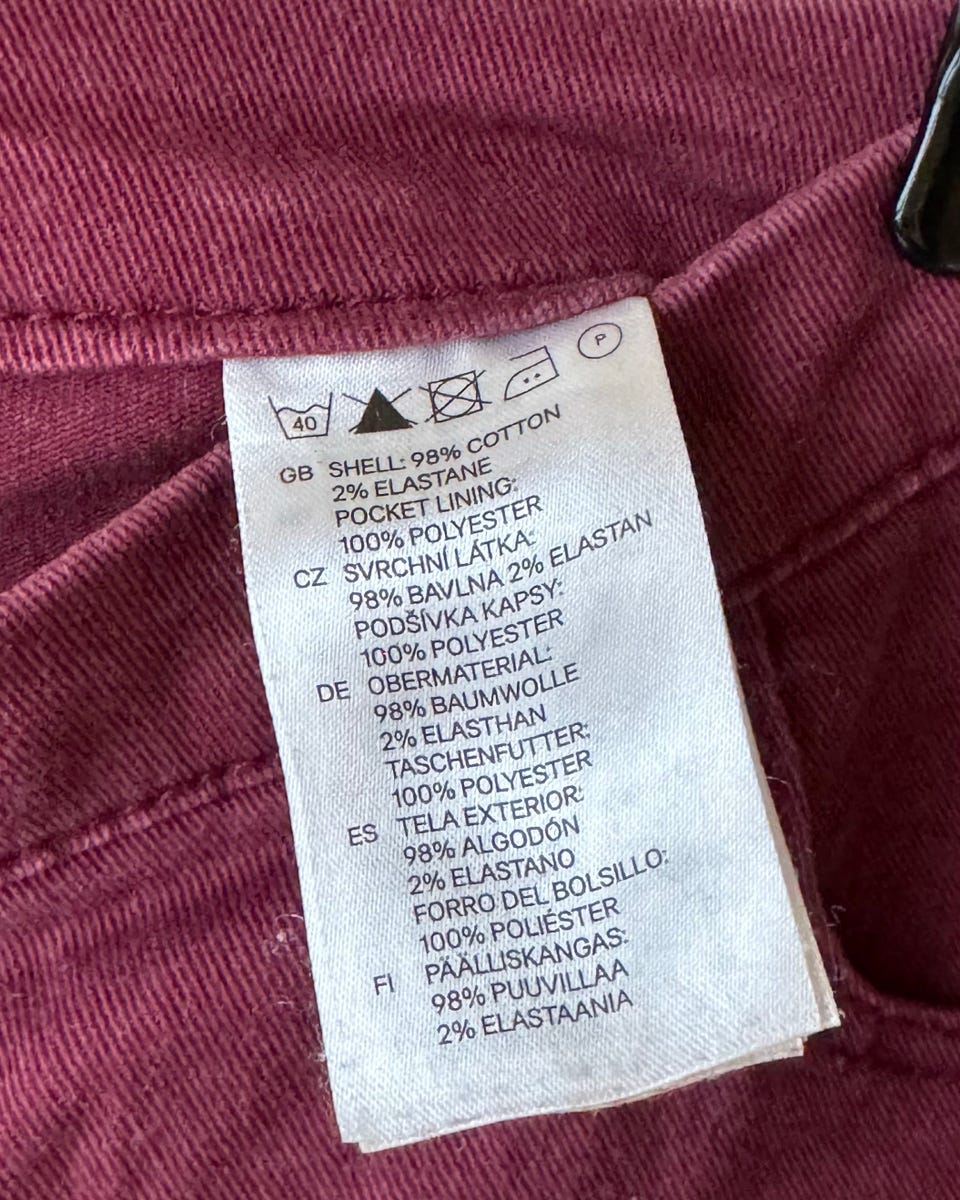 40 P
GB SHELL: 98% COTTON
2% ELASTANE
POCKET LINING:
100% POLYESTER
CZ SVRCHNÍ LÁTKA:
98% BAVLNA 2% ELASTAN
PODŠÍVKA KAPSY:
100% POLYESTER
DE OBERMATERIAL:
98% BAUMWOLLE
2% ELASTHAN
TASCHENFUTTER:
100% POLYESTER
ES TELA EXTERIOR:
98% ALGODÓN
2% ELASTANO
FORRO DEL BOLSILLO:
100% POLIÉSTER
FI PÄÄLLISKANGAS:
98% PUUVILLAA
2% ELASTAANIA